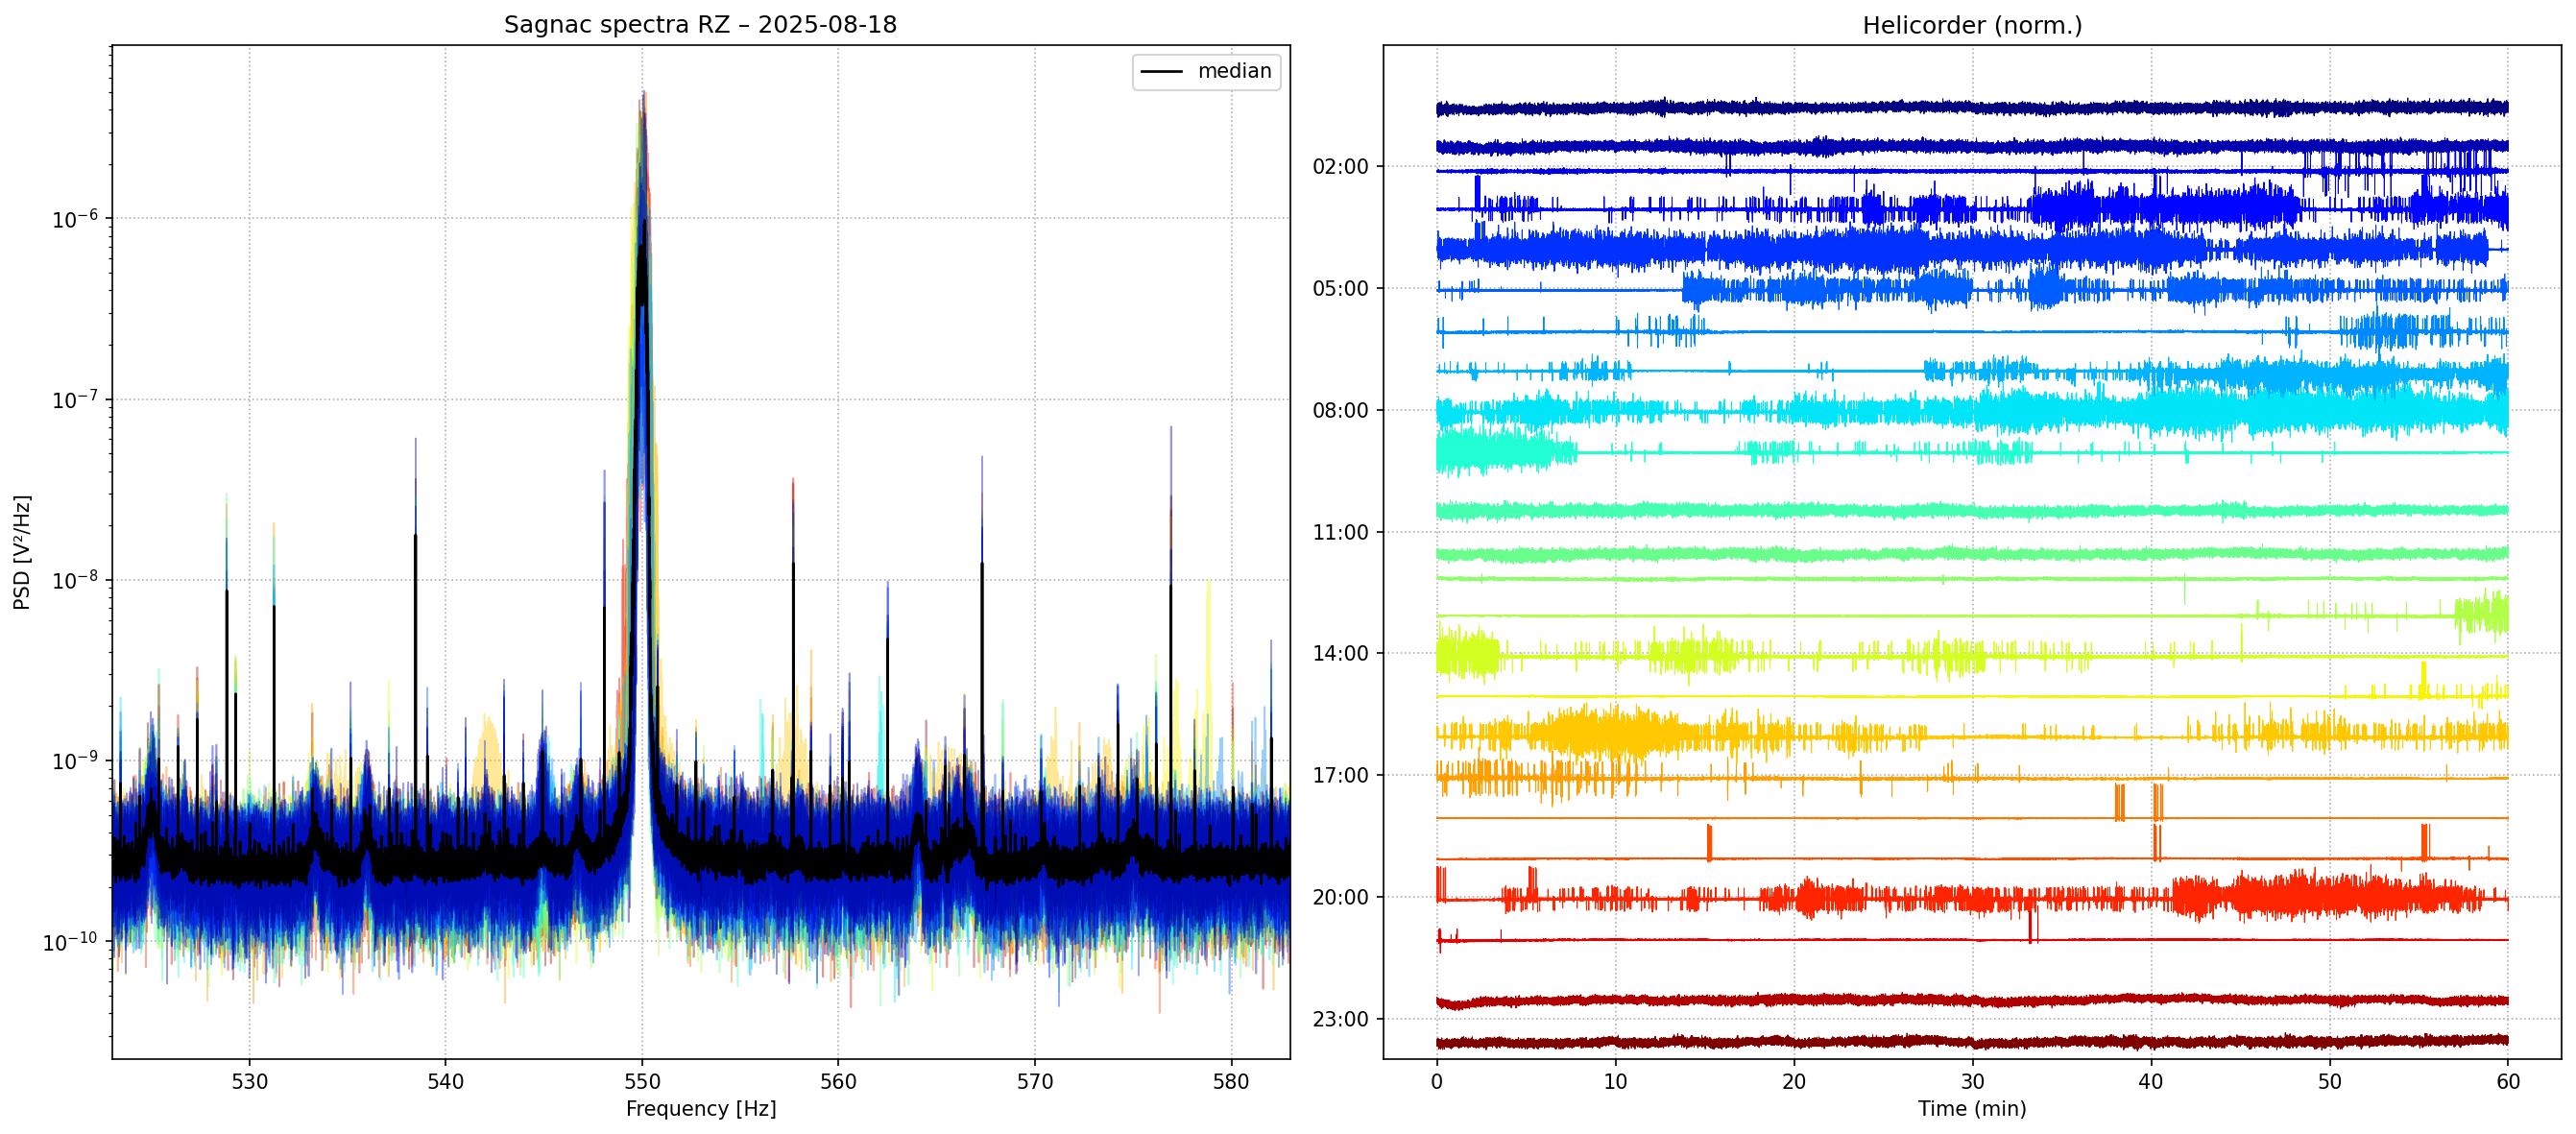 Sagnac spectra RZ – 2025-08-18
median
PSD [V²/Hz]
10⁻⁶
10⁻⁷
10⁻⁸
10⁻⁹
10⁻¹⁰
530 540 550 560 570 580
Frequency [Hz]
Helicorder (norm.)
02:00
05:00
08:00
11:00
14:00
17:00
20:00
23:00
0 10 20 30 40 50 60
Time (min)